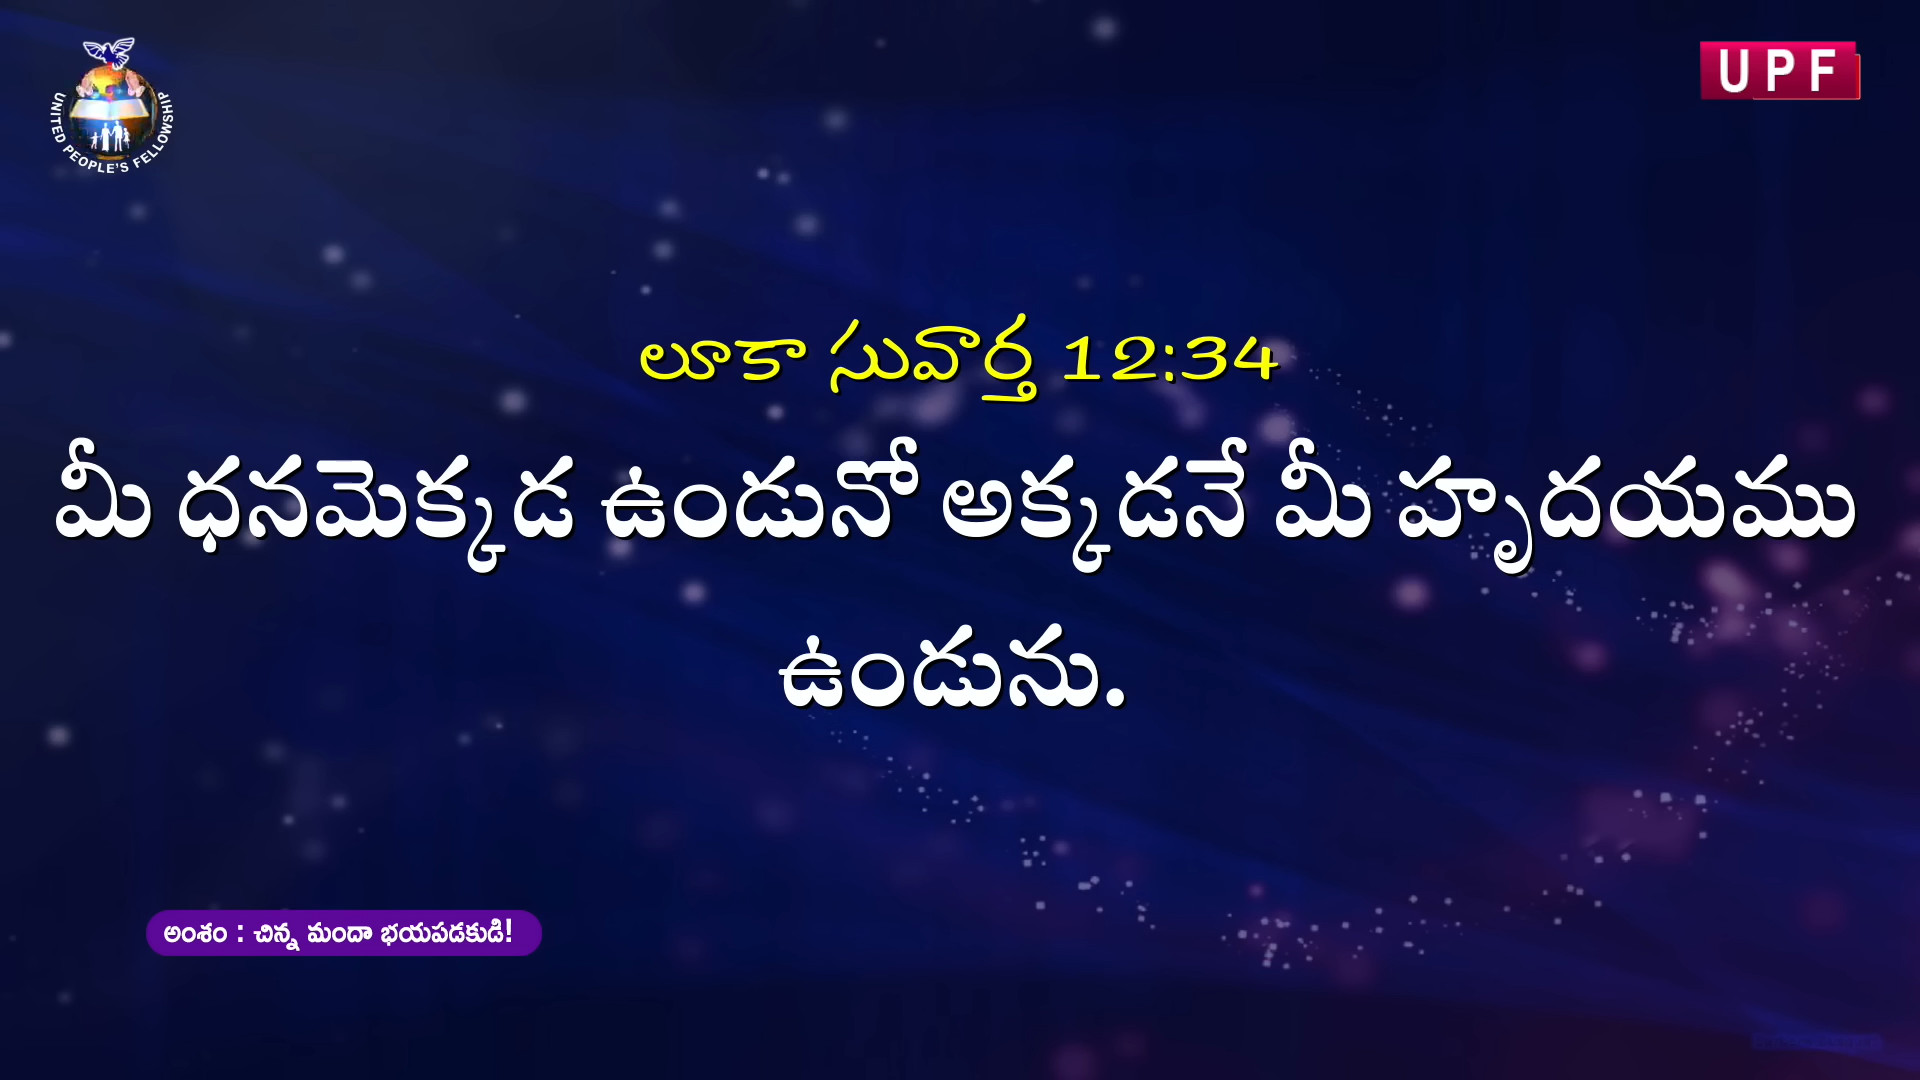 UNITED PEOPLE'S FELLOWSHIP
UPF
లూకా సువార్త 12:34
మీ ధనమెక్కడ ఉండునో అక్కడనే మీ హృదయము
ఉండును.
అంశం : చిన్న మందా భయపడకుడి!